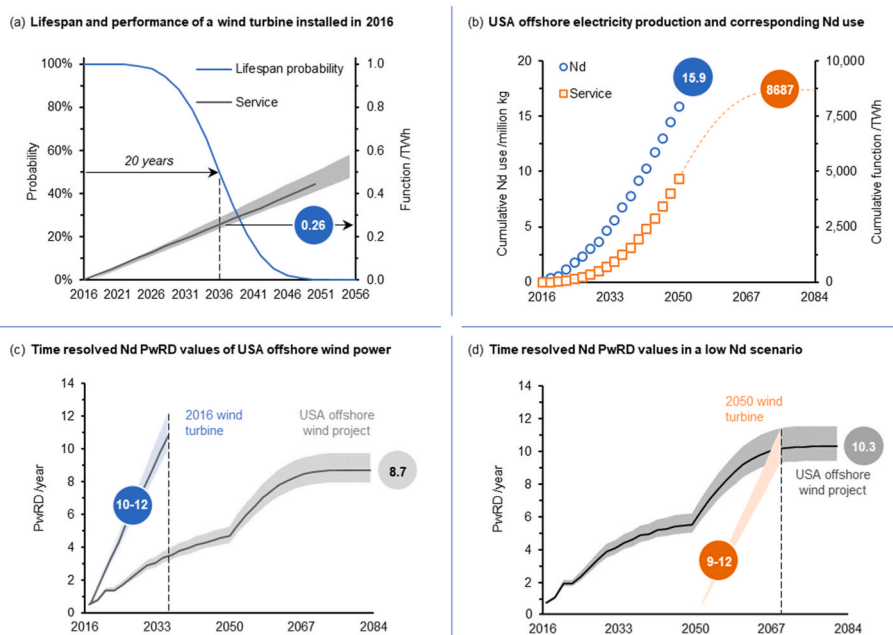 (a) Lifespan and performance of a wind turbine installed in 2016
100%
80%
60%
40%
20%
0%
Probability
1.0
0.8
0.6
0.4
0.2
0.0
Function /TWh
Lifespan probability
Service
20 years
0.26
2016 2021 2026 2031 2036 2041 2046 2051 2056
(b) USA offshore electricity production and corresponding Nd use
20
15
10
5
0
Cumulative Nd use /million kg
10,000
7,500
5,000
2,500
0
Cumulative function /TWh
Nd
Service
15.9
8687
2016 2033 2050 2067 2084
(c) Time resolved Nd PwRD values of USA offshore wind power
14
12
10
8
6
4
2
0
PwRD /year
2016 wind
turbine
USA offshore
wind project
10-12
8.7
2016 2033 2050 2067 2084
(d) Time resolved Nd PwRD values in a low Nd scenario
14
12
10
8
6
4
2
0
PwRD /year
2050 wind
turbine
10.3
USA offshore
wind project
9-12
2016 2033 2050 2067 2084